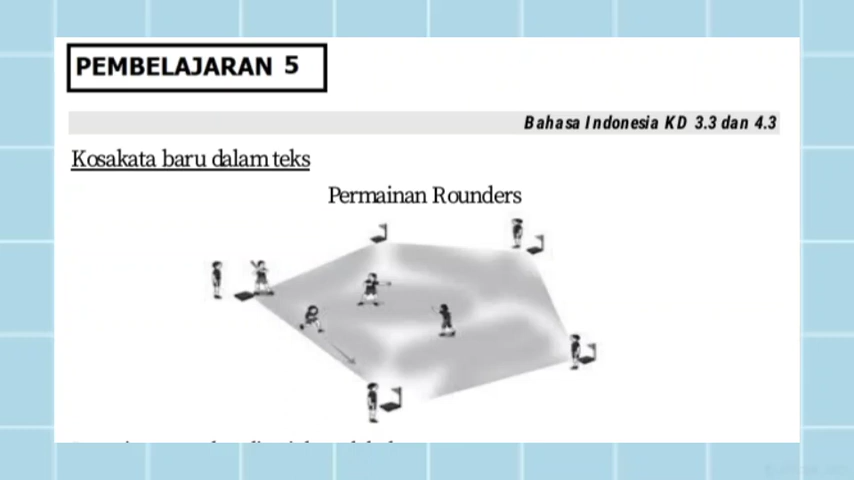 PEMBELAJARAN 5
Bahasa Indonesia KD 3.3 dan 4.3
Kosakata baru dalam teks
Permainan Rounders